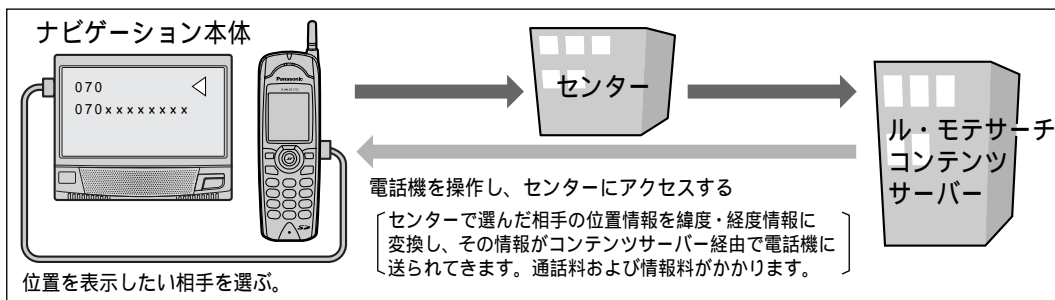 ナビゲーション本体
070
070xxxxxxxx
Panasonic
センター
ル・モテサーチ
コンテンツ
サーバー
電話機を操作し、センターにアクセスする
センターで選んだ相手の位置情報を緯度・経度情報に
変換し、その情報がコンテンツサーバー経由で電話機に
送られてきます。通話料および情報料がかかります。
位置を表示したい相手を選ぶ。